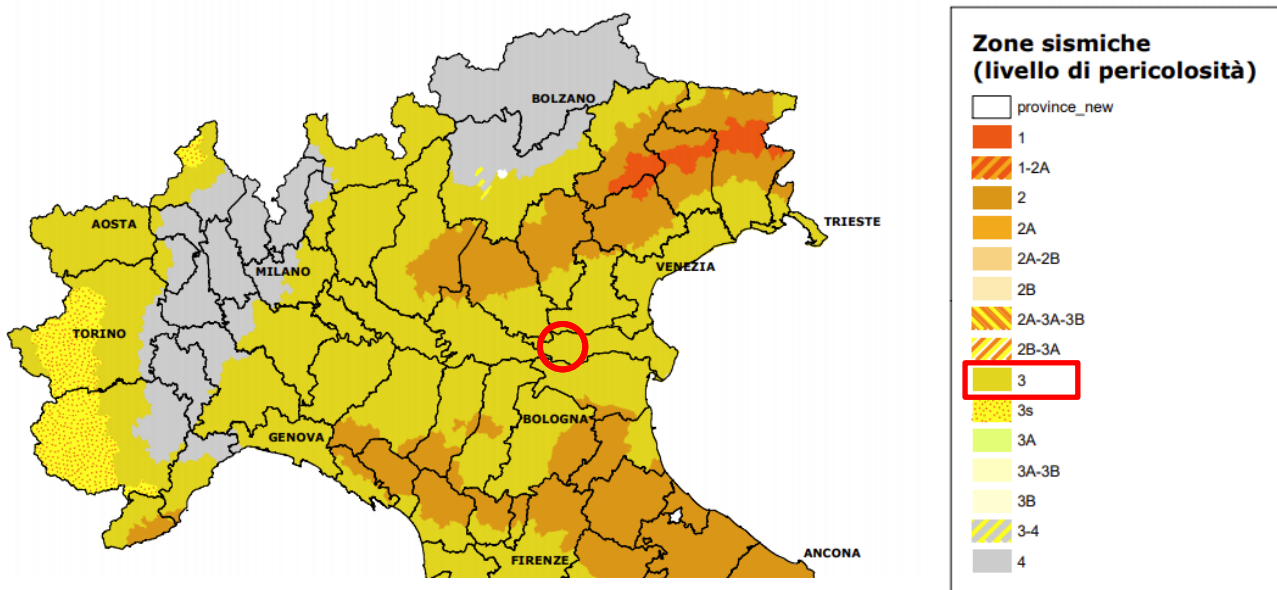 BOLZANO
AOSTA
TRIESTE
MILANO
VENEZIA
TORINO
BOLOGNA
GENOVA
ANCONA
FIRENZE
Zone sismiche
(livello di pericolosità)
province_new
1
1-2A
2
2A
2A-2B
2B
2A-3A-3B
2B-3A
3
3s
3A
3A-3B
3B
3-4
4